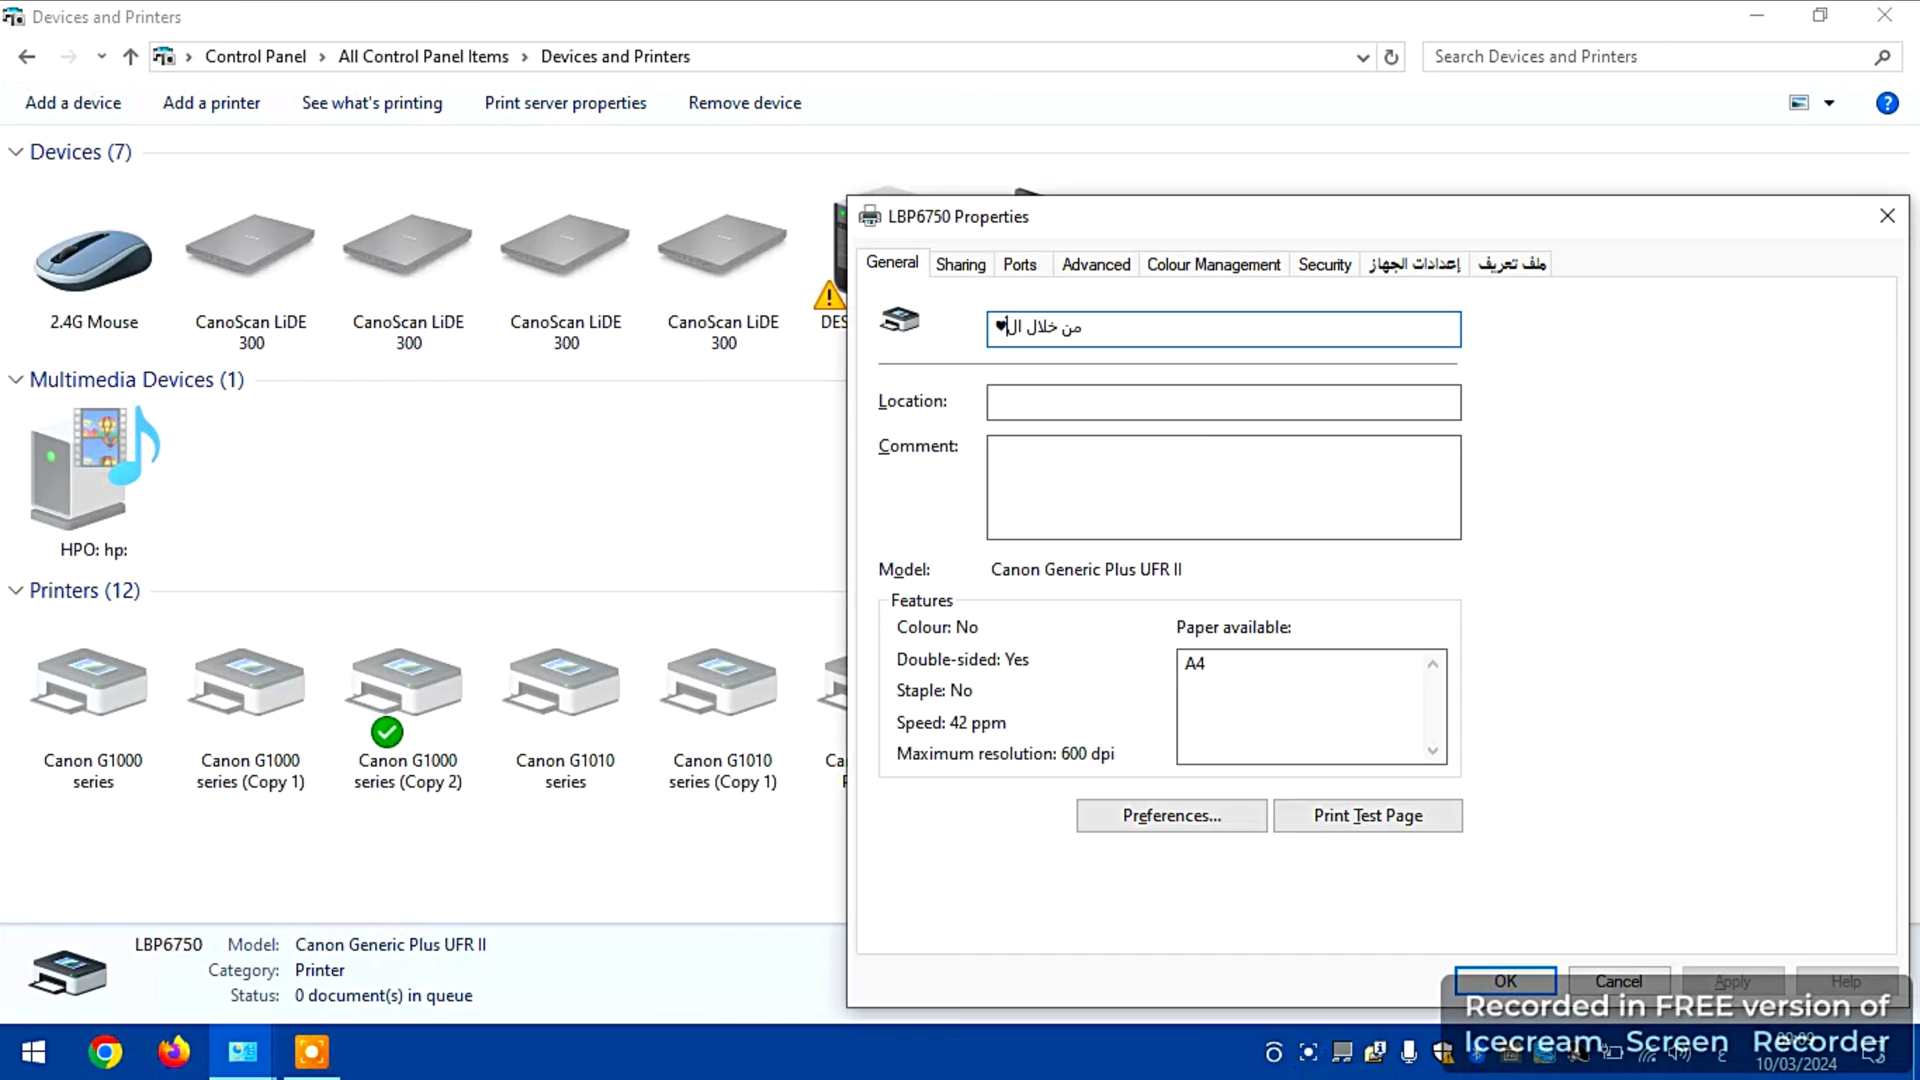 Devices and Printers
Control Panel > All Control Panel Items > Devices and Printers
Search Devices and Printers
Add a device Add a printer See what's printing Print server properties Remove device
Devices (7)
2.4G Mouse
CanoScan LiDE 300
CanoScan LiDE 300
CanoScan LiDE 300
CanoScan LiDE 300
DES
Multimedia Devices (1)
HPO: hp:
Printers (12)
Canon G1000 series
Canon G1000 series (Copy 1)
Canon G1000 series (Copy 2)
Canon G1010 series
Canon G1010 series (Copy 1)
LBP6750 Model: Canon Generic Plus UFR II
Category: Printer
Status: 0 document(s) in queue
LBP6750 Properties
General Sharing Ports Advanced Colour Management Security إعدادات الجهاز ملف تعريف
من خلال ال♥
Location:
Comment:
Model: Canon Generic Plus UFR II
Features
Colour: No
Double-sided: Yes
Staple: No
Speed: 42 ppm
Maximum resolution: 600 dpi
Paper available:
A4
Preferences... Print Test Page
OK Cancel Apply Help
Recorded in FREE version of
Icecream Screen Recorder
10/03/2024